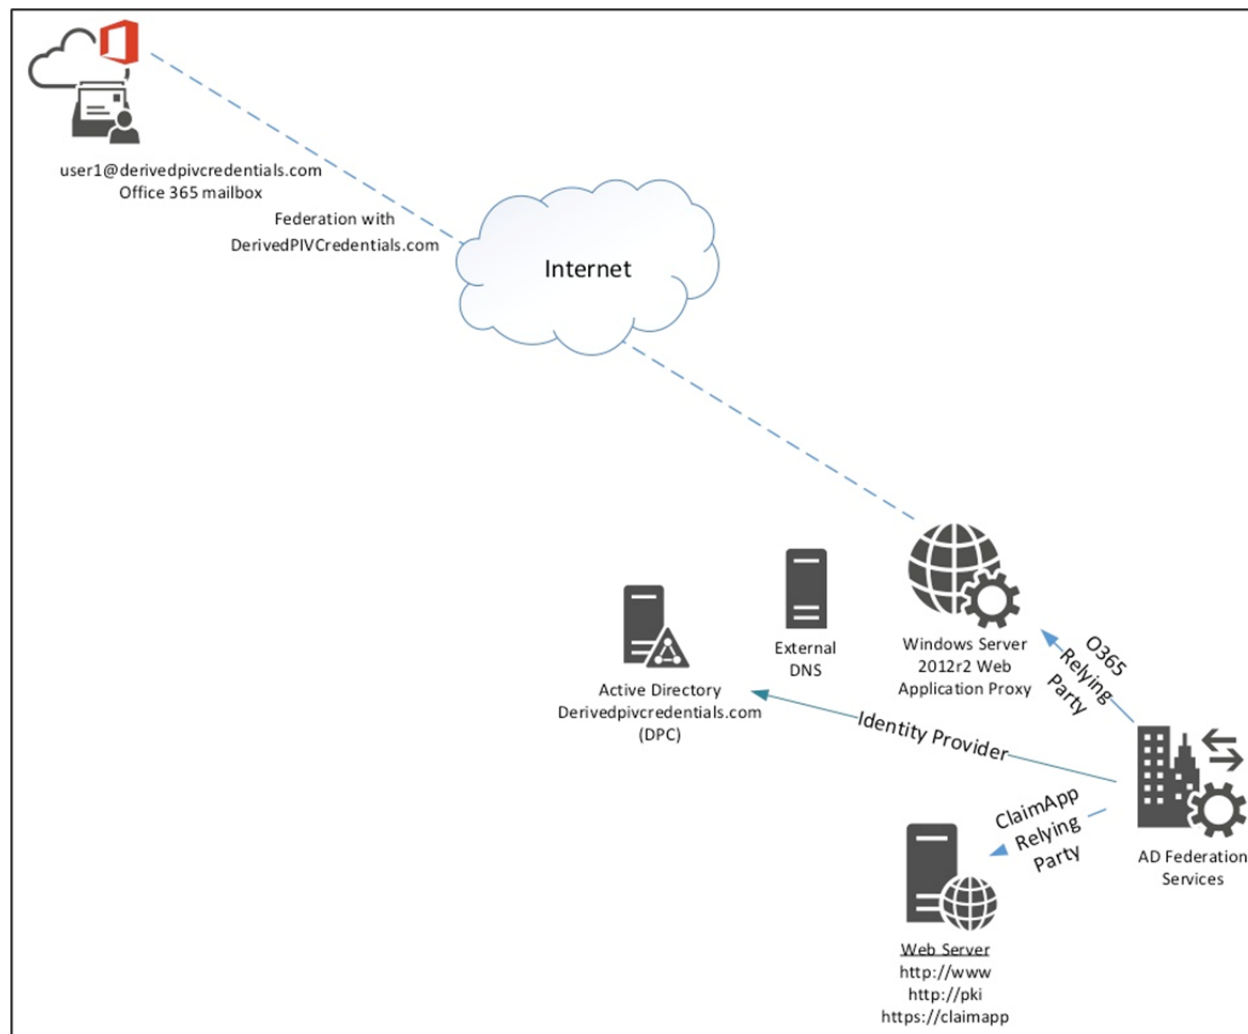 user1@derivedpivcredentials.com
Office 365 mailbox
Federation with
DerivedPIVCredentials.com
Internet
External
DNS
Windows Server
2012r2 Web
Application Proxy
O365
Relying
Party
Active Directory
Derivedpivcredentials.com
(DPC)
Identity Provider
ClaimApp
Relying
Party
AD Federation
Services
Web Server
http://www
http://pki
https://claimapp